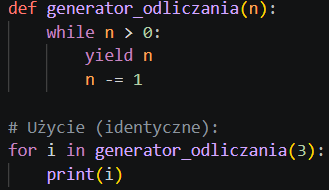 def generator_odliczania(n):
    while n > 0:
        yield n
        n -= 1

# Użycie (identyczne):
for i in generator_odliczania(3):
    print(i)